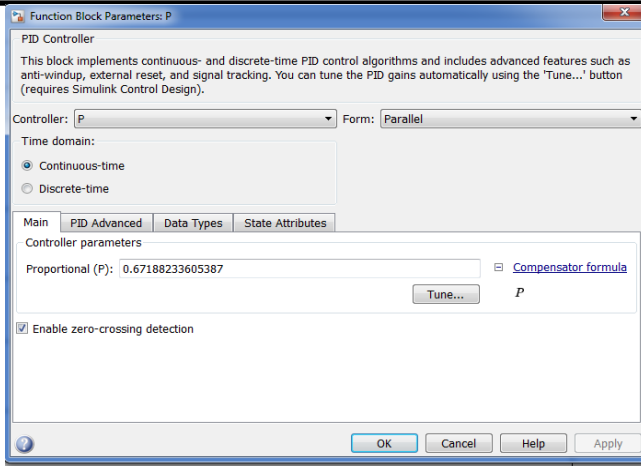 Function Block Parameters: P
PID Controller
This block implements continuous- and discrete-time PID control algorithms and includes advanced features such as
anti-windup, external reset, and signal tracking. You can tune the PID gains automatically using the 'Tune...' button
(requires Simulink Control Design).
Controller: P Form: Parallel
Time domain:
Continuous-time
Discrete-time
Main PID Advanced Data Types State Attributes
Controller parameters
Proportional (P): 0.67188233605387 Compensator formula
Tune... P
Enable zero-crossing detection
OK Cancel Help Apply